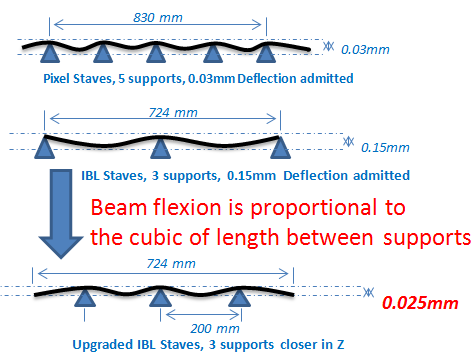 830 mm
0.03mm
Pixel Staves, 5 supports, 0.03mm Deflection admitted
724 mm
0.15mm
IBL Staves, 3 supports, 0.15mm Deflection admitted
Beam flexion is proportional to
the cubic of length between supports
724 mm
0.025mm
200 mm
Upgraded IBL Staves, 3 supports closer in Z